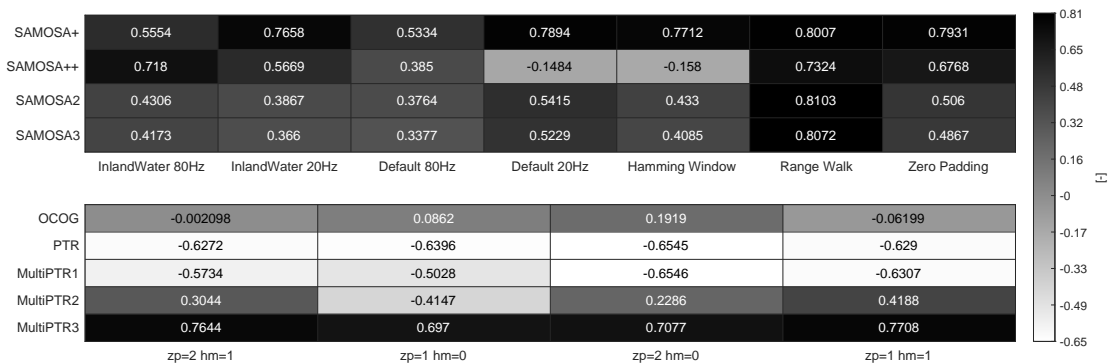 SAMOSA+ 0.5554 0.7658 0.5334 0.7894 0.7712 0.8007 0.7931
SAMOSA++ 0.718 0.5669 0.385 -0.1484 -0.158 0.7324 0.6768
SAMOSA2 0.4306 0.3867 0.3764 0.5415 0.433 0.8103 0.506
SAMOSA3 0.4173 0.366 0.3377 0.5229 0.4085 0.8072 0.4867
InlandWater 80Hz InlandWater 20Hz Default 80Hz Default 20Hz Hamming Window Range Walk Zero Padding
OCOG -0.002098 0.0862 0.1919 -0.06199
PTR -0.6272 -0.6396 -0.6545 -0.629
MultiPTR1 -0.5734 -0.5028 -0.6546 -0.6307
MultiPTR2 0.3044 -0.4147 0.2286 0.4188
MultiPTR3 0.7644 0.697 0.7077 0.7708
zp=2 hm=1 zp=1 hm=0 zp=2 hm=0 zp=1 hm=1
0.81
0.65
0.48
0.32
0.16
-0
-0.17
-0.33
-0.49
-0.65
[-]